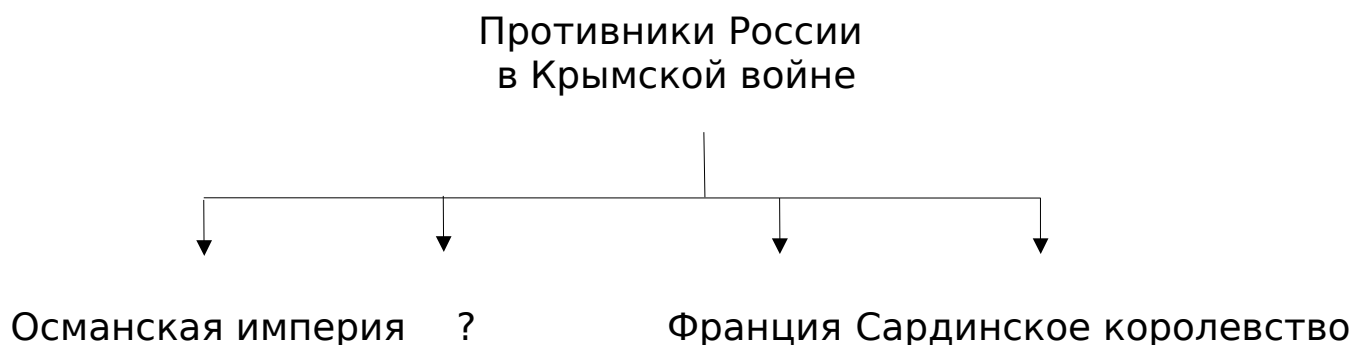 Противники России
в Крымской войне
Османская империя ? Франция Сардинское королевство